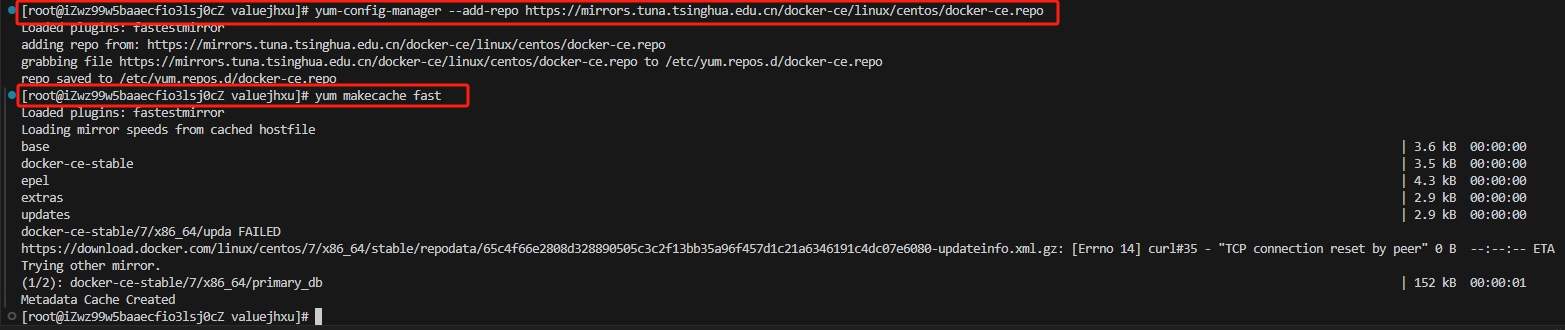 [root@iZwz99w5baaecfio3lsj0cZ valuejhxu]# yum-config-manager --add-repo https://mirrors.tuna.tsinghua.edu.cn/docker-ce/linux/centos/docker-ce.repo
Loaded plugins: fastestmirror
adding repo from: https://mirrors.tuna.tsinghua.edu.cn/docker-ce/linux/centos/docker-ce.repo
grabbing file https://mirrors.tuna.tsinghua.edu.cn/docker-ce/linux/centos/docker-ce.repo to /etc/yum.repos.d/docker-ce.repo
repo saved to /etc/yum.repos.d/docker-ce.repo
[root@iZwz99w5baaecfio3lsj0cZ valuejhxu]# yum makecache fast
Loaded plugins: fastestmirror
Loading mirror speeds from cached hostfile
base | 3.6 kB 00:00:00
docker-ce-stable | 3.5 kB 00:00:00
epel | 4.3 kB 00:00:00
extras | 2.9 kB 00:00:00
updates | 2.9 kB 00:00:00
docker-ce-stable/7/x86_64/upda FAILED
https://download.docker.com/linux/centos/7/x86_64/stable/repodata/65c4f66e2808d328890505c3c2f13bb35a96f457d1c21a6346191c4dc07e6080-updateinfo.xml.gz: [Errno 14] curl#35 - "TCP connection reset by peer" 0 B --:--:-- ETA
Trying other mirror.
(1/2): docker-ce-stable/7/x86_64/primary_db | 152 kB 00:00:01
Metadata Cache Created
[root@iZwz99w5baaecfio3lsj0cZ valuejhxu]#